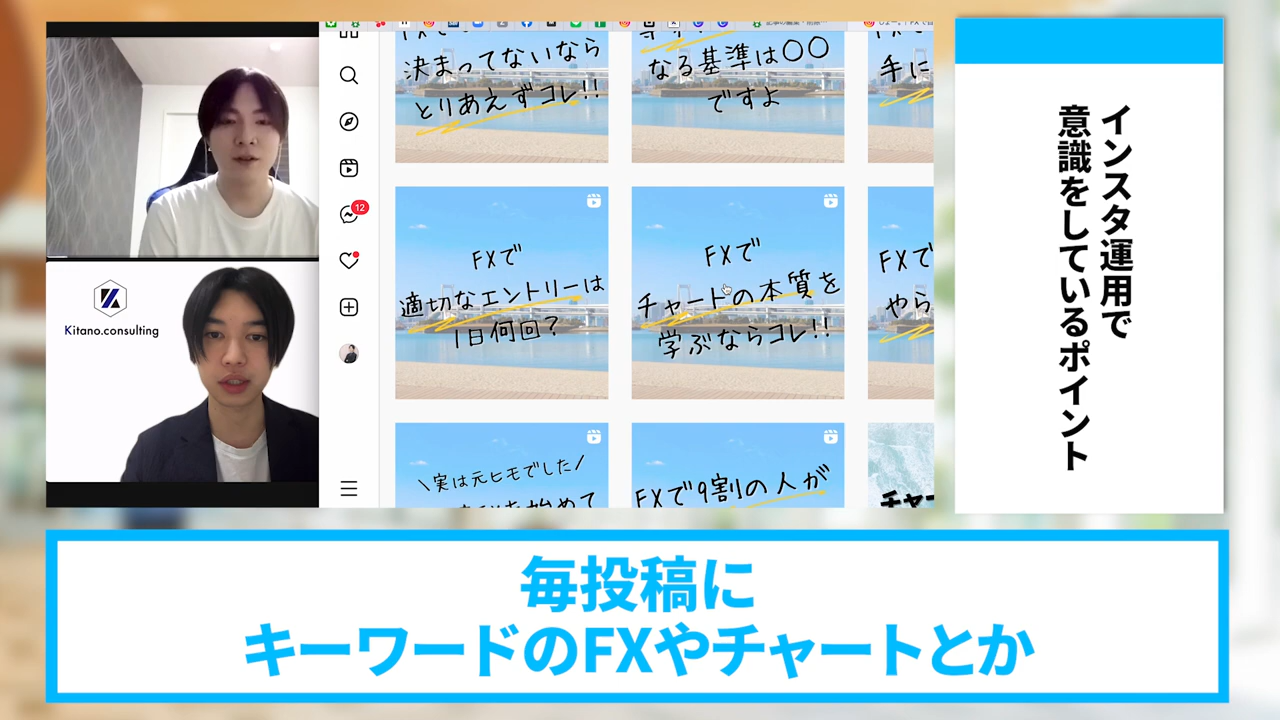 決まってないなら
とりあえずコレ!!
なる基準は〇〇
ですよ
手に
12
FXで
適切なエントリーは
1日何回?
FXで
チャートの本質を
学ぶならコレ!!
FXで
やら
\実は元ヒモでした/
FXで9割の人が
チャー
Kitano.consulting
インスタ運用で
意識をしているポイント
毎投稿に
キーワードのFXやチャートとか